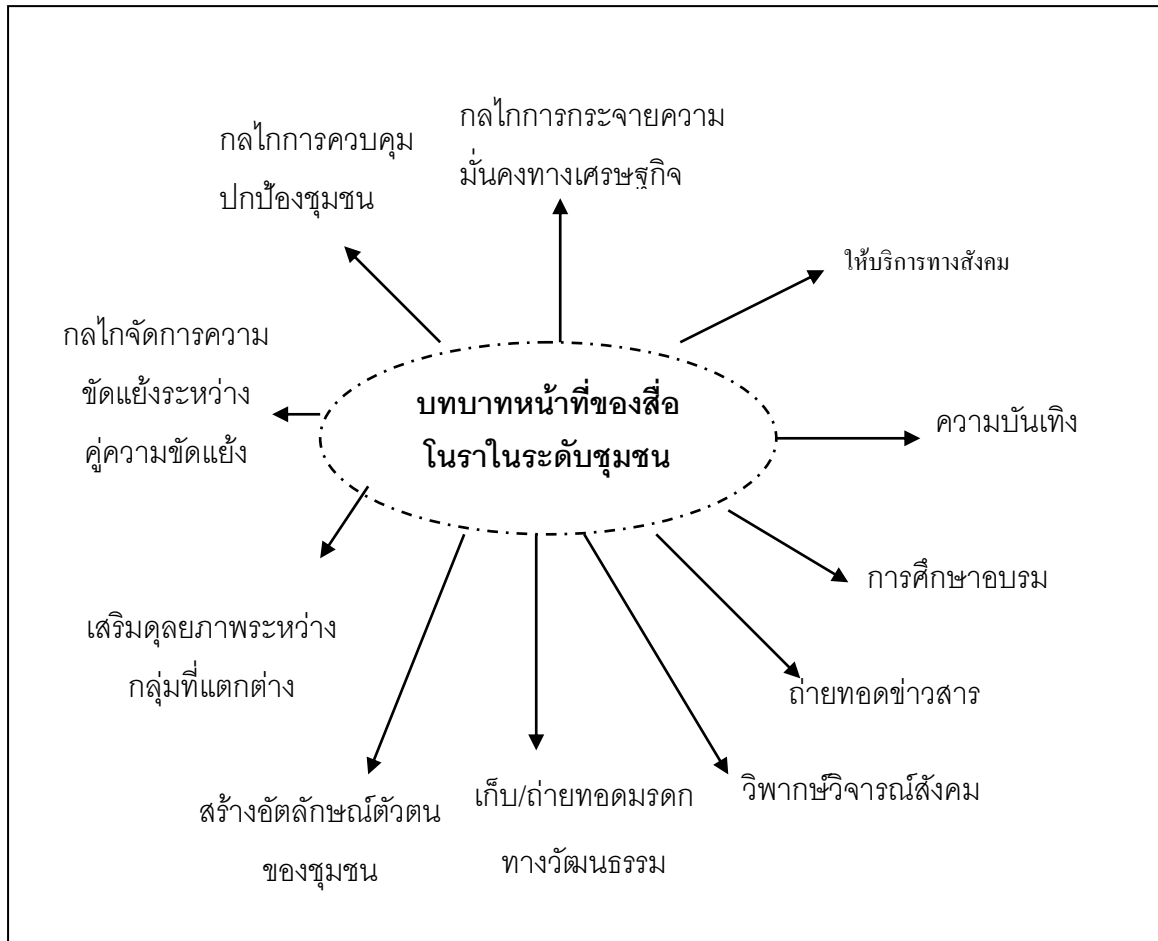 กลไกการควบคุม
ปกป้องชุมชน
กลไกการกระจายความ
มั่นคงทางเศรษฐกิจ
ให้บริการทางสังคม
กลไกจัดการความ
ขัดแย้งระหว่าง
คู่ความขัดแย้ง
บทบาทหน้าที่ของสื่อ
โนราในระดับชุมชน
ความบันเทิง
การศึกษาอบรม
เสริมดุลยภาพระหว่าง
กลุ่มที่แตกต่าง
ถ่ายทอดข่าวสาร
สร้างอัตลักษณ์ตัวตน
ของชุมชน
เก็บ/ถ่ายทอดมรดก
ทางวัฒนธรรม
วิพากษ์วิจารณ์สังคม